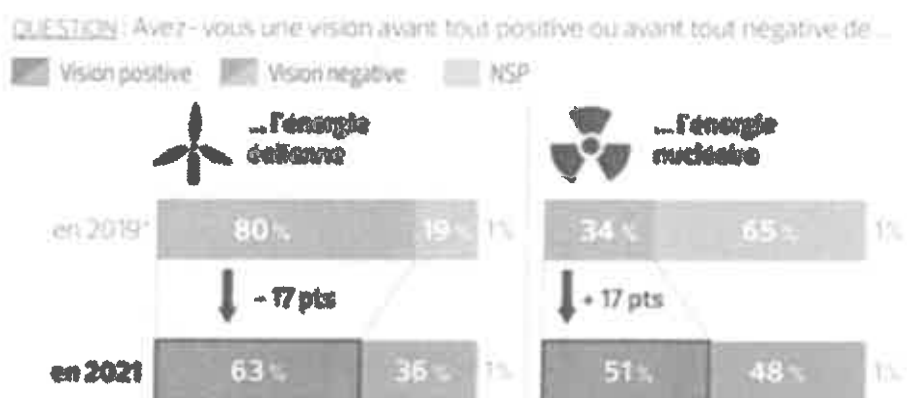 QUESTION : Avez-vous une vision avant tout positive ou avant tout négative de ...
Vision positive Vision négative NSP
... l'énergie
éolienne
... l'énergie
nucléaire
en 2019* 80% 19% 1% 34% 65% 1%
- 17 pts + 17 pts
en 2021 63% 36% 1% 51% 48% 1%